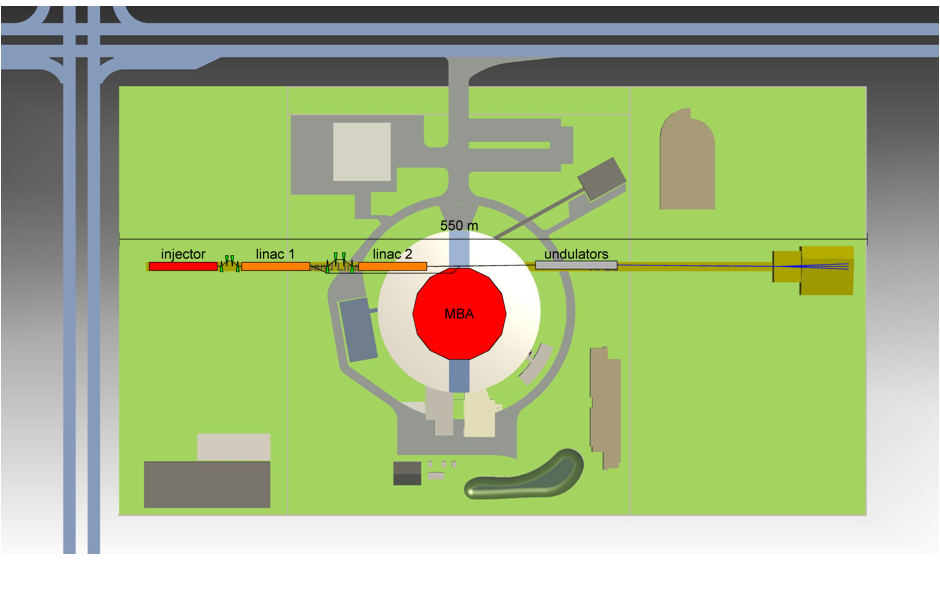 550 m
injector
linac 1
linac 2
undulators
MBA